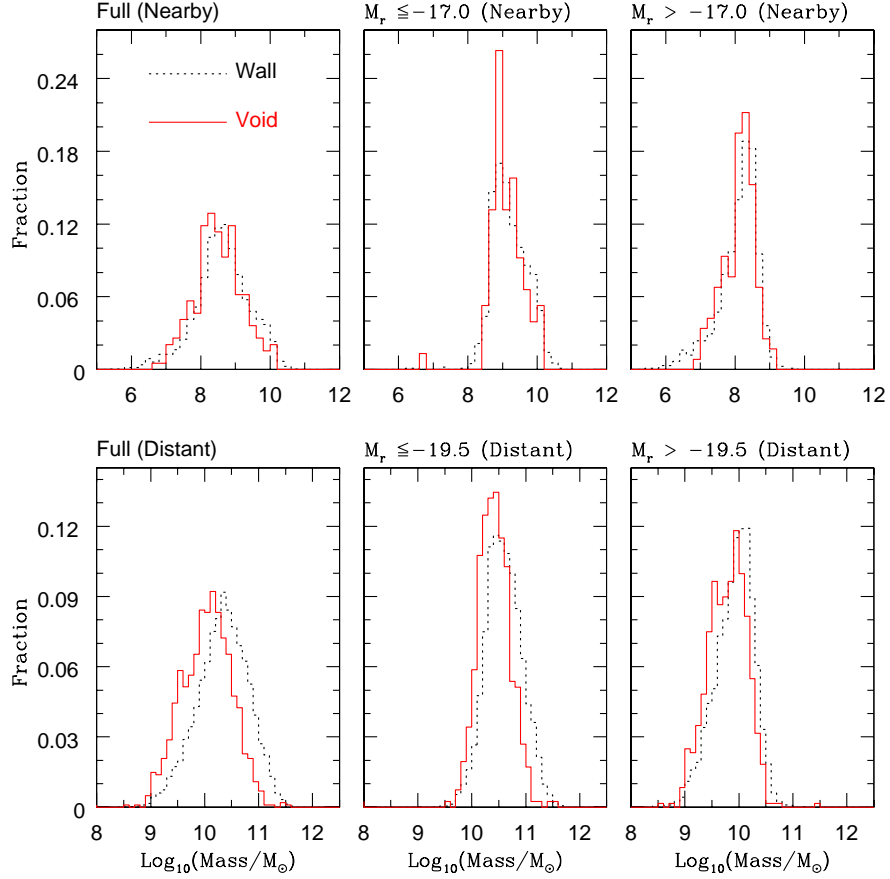 Full (Nearby)
M_r ≦−17.0 (Nearby)
M_r > −17.0 (Nearby)
Wall
Void
Fraction
0.24
0.18
0.12
0.06
0
6 8 10 12
6 8 10 12
6 8 10 12
Full (Distant)
M_r ≦−19.5 (Distant)
M_r > −19.5 (Distant)
Fraction
0.12
0.09
0.06
0.03
0
8 9 10 11 12
8 9 10 11 12
8 9 10 11 12
Log₁₀(Mass/M☉)
Log₁₀(Mass/M☉)
Log₁₀(Mass/M☉)